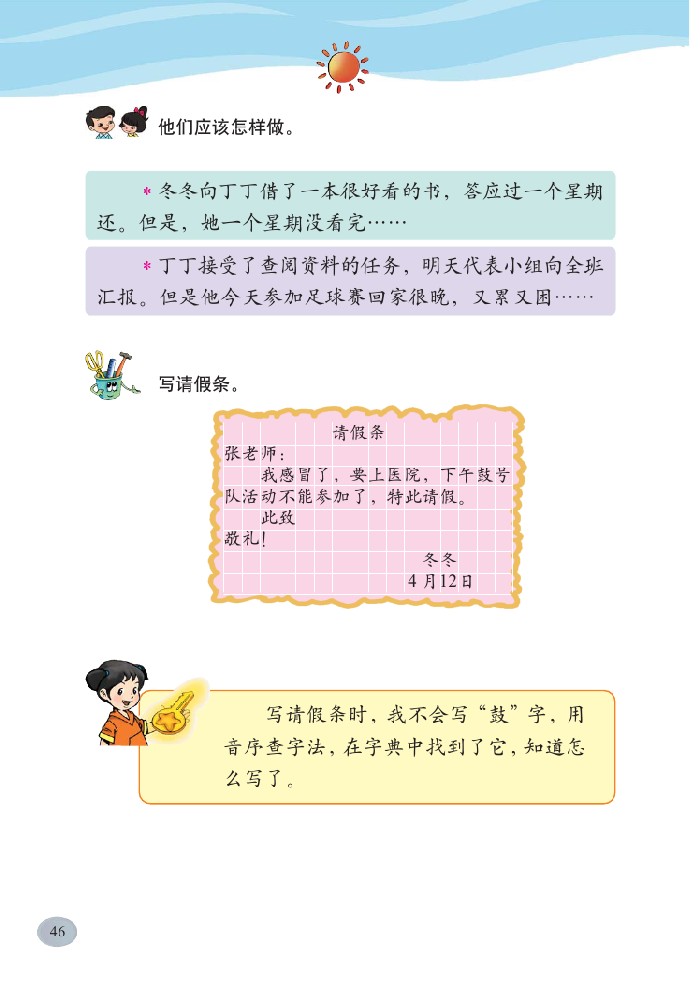 他们应该怎样做。
* 冬冬向丁丁借了一本很好看的书，答应过一个星期
还。但是，她一个星期没看完……
* 丁丁接受了查阅资料的任务，明天代表小组向全班
汇报。但是他今天参加足球赛回家很晚，又累又困……
写请假条。
请假条
张老师：
我感冒了，要上医院，下午鼓号
队活动不能参加了，特此请假。
此致
敬礼！
冬冬
4月12日
写请假条时，我不会写“鼓”字，用
音序查字法，在字典中找到了它，知道怎
么写了。
46